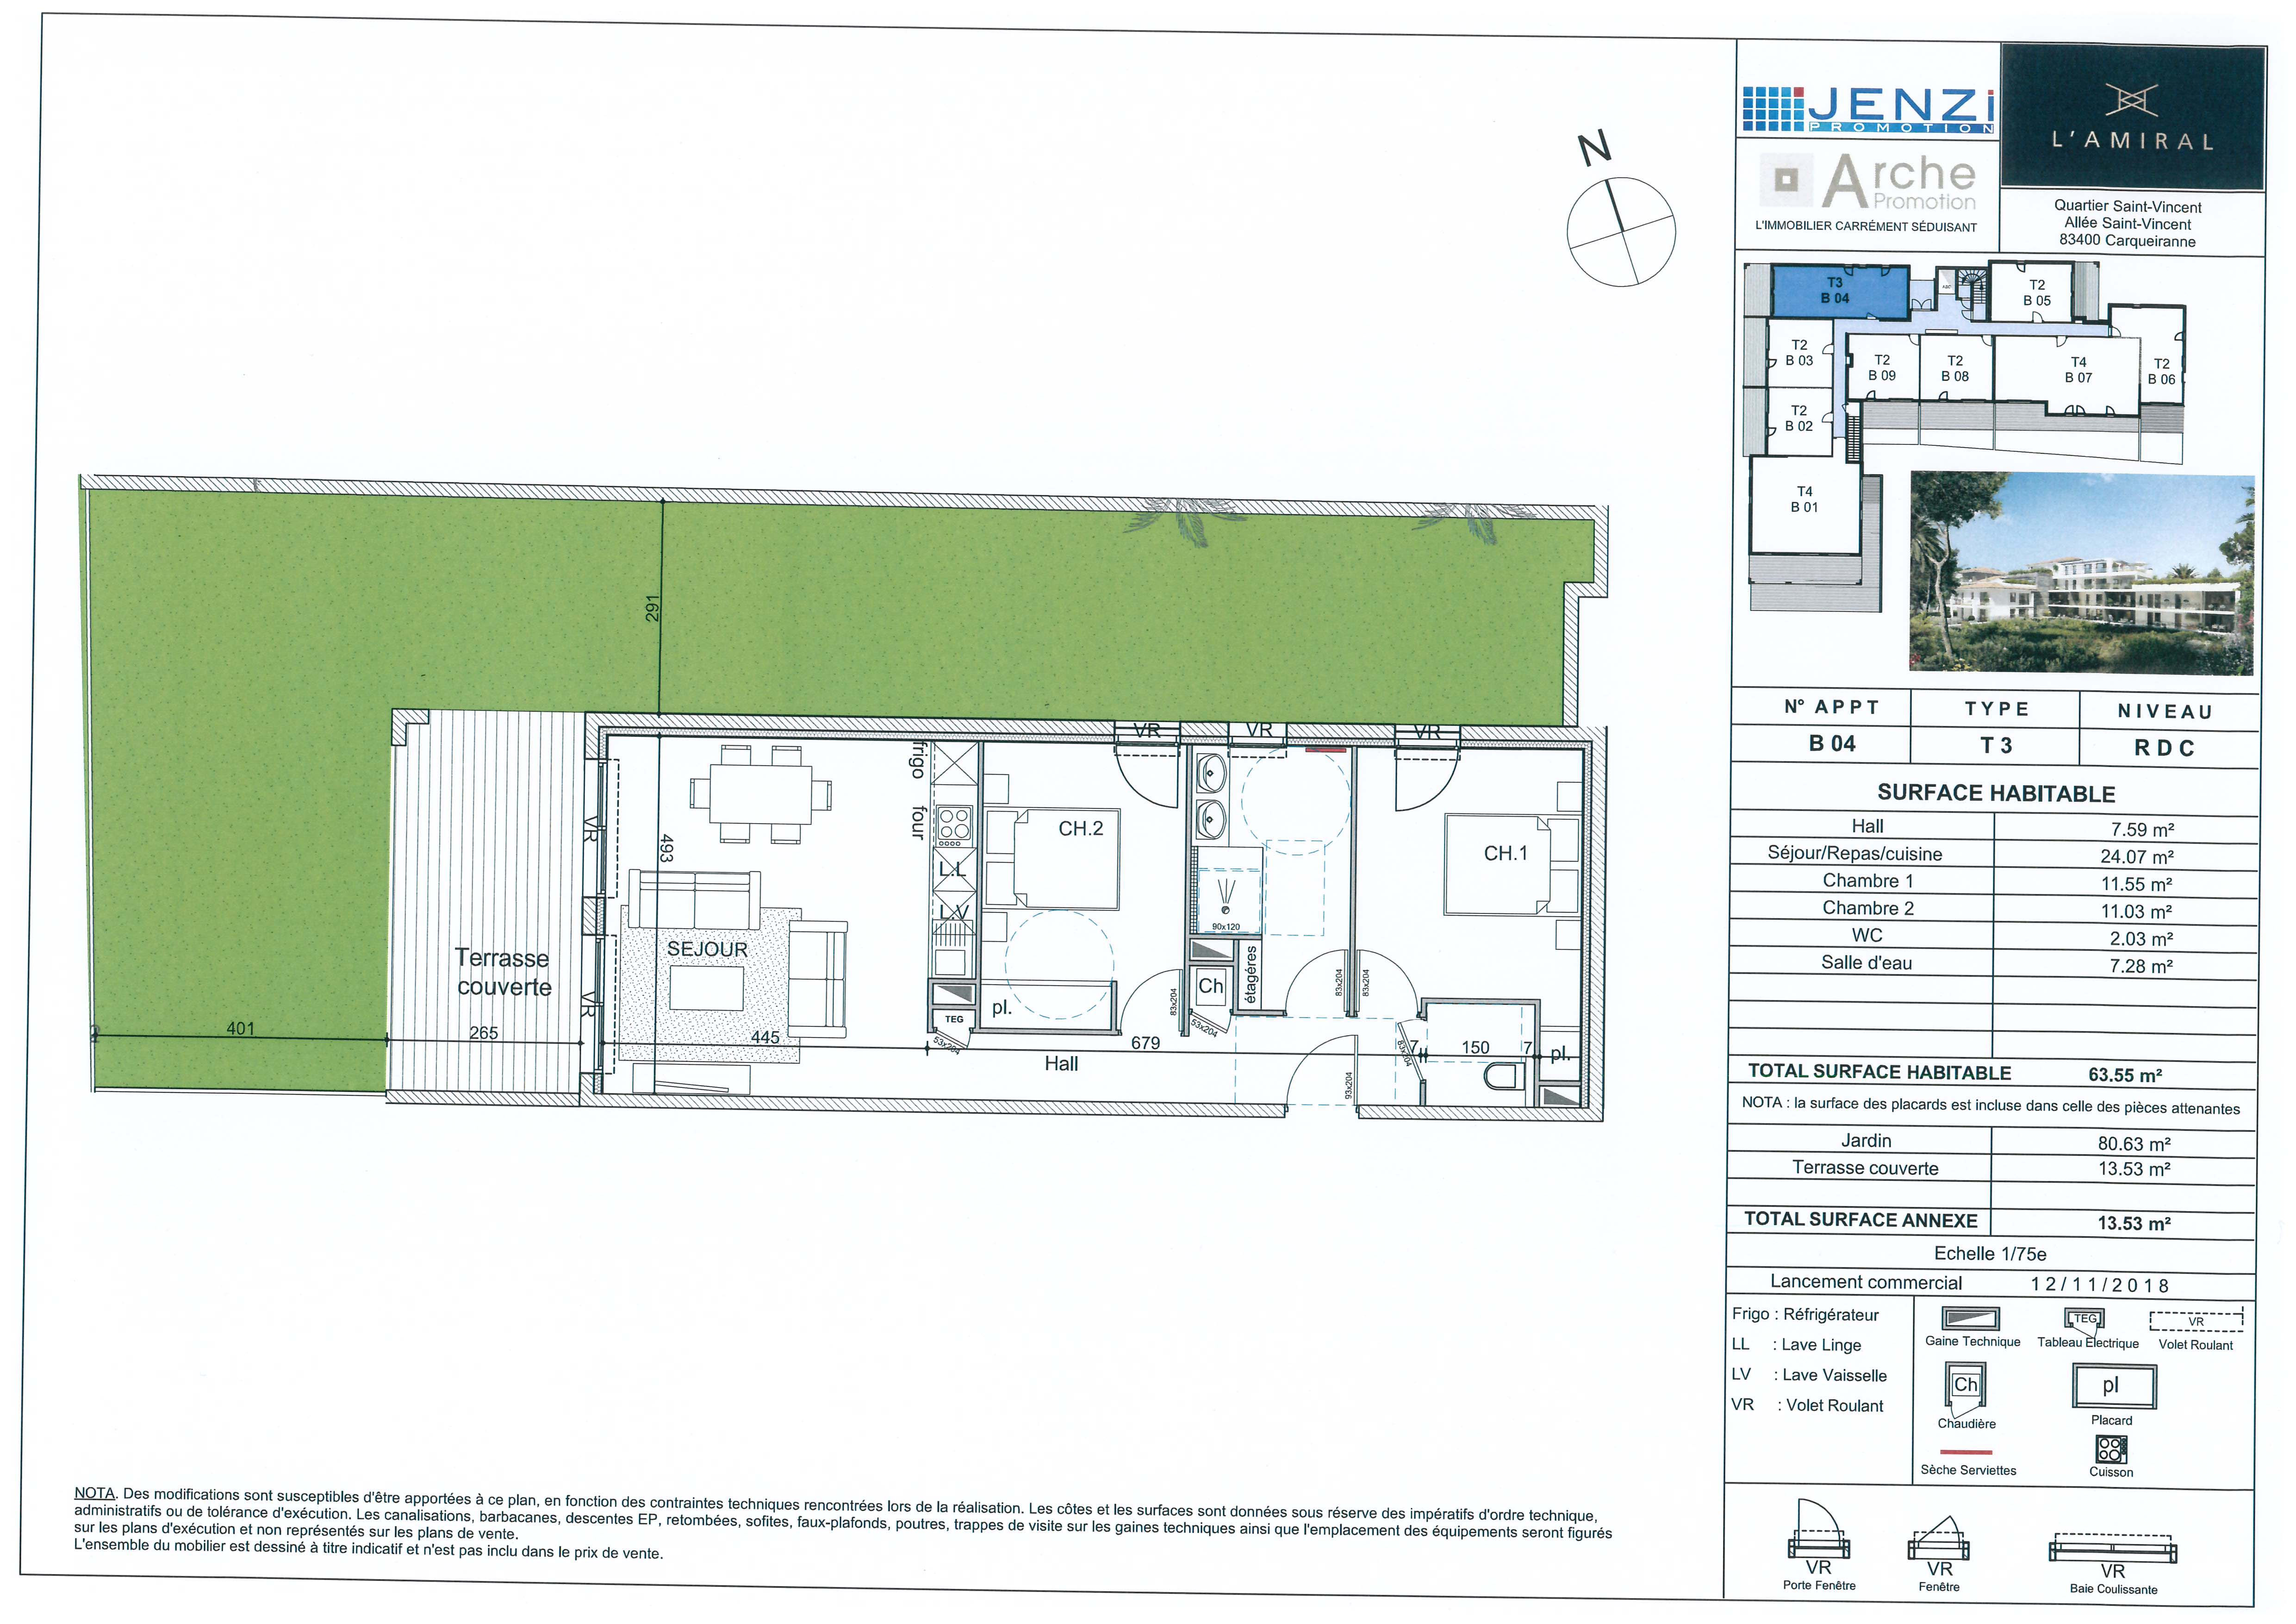 JENZi
PROMOTION
Arche
Promotion
L'IMMOBILIER CARRÉMENT SÉDUISANT
L'AMIRAL
Quartier Saint-Vincent
Allée Saint-Vincent
83400 Carqueiranne
N
T3
B 04
T2
B 05
T2
B 03
T2
B 09
T2
B 08
T4
B 07
T2
B 06
T2
B 02
T4
B 01
N° APPT TYPE NIVEAU
B 04 T 3 RDC
SURFACE HABITABLE
Hall 7.59 m²
Séjour/Repas/cuisine 24.07 m²
Chambre 1 11.55 m²
Chambre 2 11.03 m²
WC 2.03 m²
Salle d'eau 7.28 m²
TOTAL SURFACE HABITABLE 63.55 m²
NOTA : la surface des placards est incluse dans celle des pièces attenantes
Jardin 80.63 m²
Terrasse couverte 13.53 m²
TOTAL SURFACE ANNEXE 13.53 m²
Echelle 1/75e
Lancement commercial 12/11/2018
Frigo : Réfrigérateur
LL : Lave Linge
LV : Lave Vaisselle
VR : Volet Roulant
Gaine Technique
TEG
Tableau Electrique
VR
Volet Roulant
Ch
Chaudière
pl
Placard
Sèche Serviettes
Cuisson
VR
Porte Fenêtre
VR
Fenêtre
VR
Baie Coulissante
291
VR
VR
VR
frigo
four
L.L
L.V
VR
493
CH.2
CH.1
90x120
SEJOUR
Terrasse
couverte
VR
étagéres
Ch
pl.
TEG
53x204
83x204
53x204
83x204
83x204
83x204
93x204
401
265
445
679
7
150
7
pl.
Hall
NOTA. Des modifications sont susceptibles d'être apportées à ce plan, en fonction des contraintes techniques rencontrées lors de la réalisation. Les côtes et les surfaces sont données sous réserve des impératifs d'ordre technique,
administratifs ou de tolérance d'exécution. Les canalisations, barbacanes, descentes EP, retombées, sofites, faux-plafonds, poutres, trappes de visite sur les gaines techniques ainsi que l'emplacement des équipements seront figurés
sur les plans d'exécution et non représentés sur les plans de vente.
L'ensemble du mobilier est dessiné à titre indicatif et n'est pas inclu dans le prix de vente.